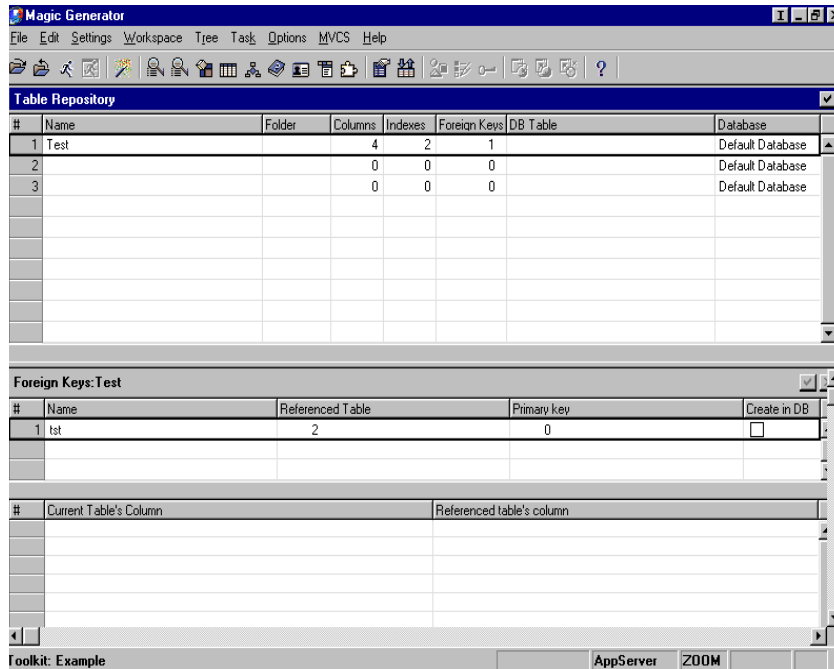 Magic Generator
File Edit Settings Workspace Tree Task Options MVCS Help
Table Repository
# Name Folder Columns Indexes Foreign Keys DB Table Database
1 Test 4 2 1 Default Database
2 0 0 0 Default Database
3 0 0 0 Default Database
Foreign Keys:Test
# Name Referenced Table Primary key Create in DB
1 tst 2 0
# Current Table's Column Referenced table's column
Toolkit: Example AppServer ZOOM